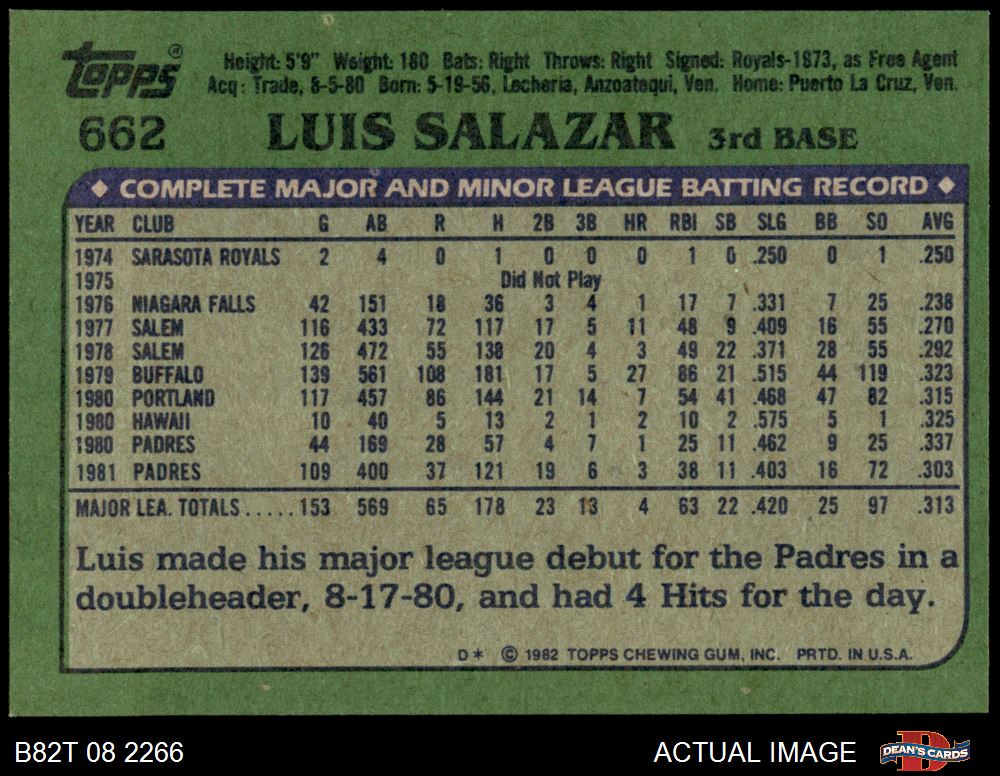 Topps®
Height: 5'9" Weight: 180 Bats: Right Throws: Right Signed: Royals-1973, as Free Agent
Acq: Trade, 8-5-80 Born: 5-19-56, Lecheria, Anzoatequi, Ven. Home: Puerto La Cruz, Ven.
662 LUIS SALAZAR 3rd BASE
◆ COMPLETE MAJOR AND MINOR LEAGUE BATTING RECORD ◆
YEAR CLUB G AB R H 2B 3B HR RBI SB SLG BB SO AVG
1974 SARASOTA ROYALS 2 4 0 1 0 0 0 1 0 .250 0 1 .250
1975 Did Not Play
1976 NIAGARA FALLS 42 151 18 36 3 4 1 17 7 .331 7 25 .238
1977 SALEM 116 433 72 117 17 5 11 48 9 .409 16 55 .270
1978 SALEM 126 472 55 138 20 4 3 49 22 .371 28 55 .292
1979 BUFFALO 139 561 108 181 17 5 27 86 21 .515 44 119 .323
1980 PORTLAND 117 457 86 144 21 14 7 54 41 .468 47 82 .315
1980 HAWAII 10 40 5 13 2 1 2 10 2 .575 5 1 .325
1980 PADRES 44 169 28 57 4 7 1 25 11 .462 9 25 .337
1981 PADRES 109 400 37 121 19 6 3 38 11 .403 16 72 .303
MAJOR LEA. TOTALS.....153 569 65 178 23 13 4 63 22 .420 25 97 .313
Luis made his major league debut for the Padres in a
doubleheader, 8-17-80, and had 4 Hits for the day.
D* © 1982 TOPPS CHEWING GUM, INC. PRTD. IN U.S.A.
B82T 08 2266 ACTUAL IMAGE DEAN'S CARDS